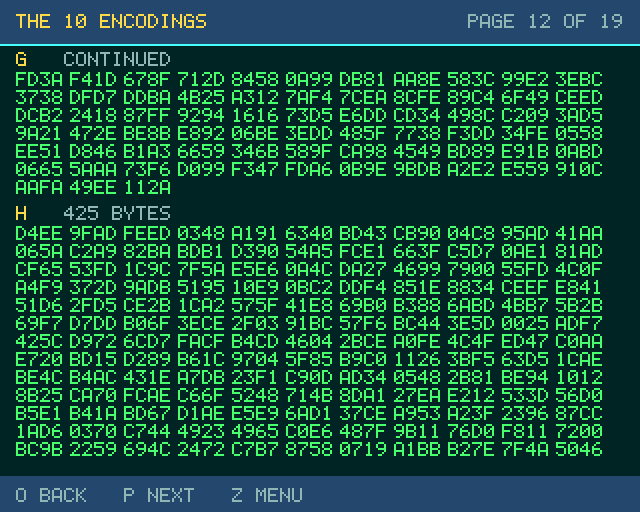 THE 10 ENCODINGS PAGE 12 OF 19
G CONTINUED
FD3A F41D 678F 712D 8458 0A99 DB81 AA8E 583C 99E2 3EBC
3738 DFD7 DDBA 4B25 A312 7AF4 7CEA 8CFE 89C4 6F49 CEED
DCB2 2418 87FF 9294 1616 73D5 E6DD CD34 498C C209 3AD5
9A21 472E BE8B E892 06BE 3EDD 485F 7738 F3DD 34FE 0558
EE51 D846 B1A3 6659 346B 589F CA98 4549 BD89 E91B 0ABD
0665 5AAA 73F6 D099 F347 FDA6 0B9E 9BDB A2E2 E559 910C
AAFA 49EE 112A
H 425 BYTES
D4EE 9FAD FEED 0348 A191 6340 BD43 CB90 04C8 95AD 41AA
065A C2A9 82BA BDB1 D390 54A5 FCE1 663F C5D7 0AE1 81AD
CF65 53FD 1C9C 7F5A E5E6 0A4C DA27 4699 7900 55FD 4C0F
A4F9 372D 9ADB 5195 10E9 0BC2 DDF4 851E 8834 CEEF E841
51D6 2FD5 CE2B 1CA2 575F 41E8 69B0 B388 6ABD 4BB7 5B2B
69F7 D7DD B06F 3ECE 2F03 91BC 57F6 BC44 3E5D 0025 ADF7
425C D972 6CD7 FACF B4CD 4604 2BCE A0FE 4C4F ED47 C0AA
E720 BD15 D289 B61C 9704 5F85 B9C0 1126 3BF5 63D5 1CAE
BE4C B4AC 431E A7DB 23F1 C90D AD34 0548 2B81 BE94 1012
8B25 CA70 FCAE C66F 5248 714B 8DA1 27EA E212 533D 56D0
B5E1 B41A BD67 D1AE E5E9 6AD1 37CE A953 A23F 2396 87CC
1AD6 0370 C744 4923 4965 C0E6 487F 9B11 76D0 F811 7200
BC9B 2259 694C 2472 C7B7 8758 0719 A1BB B27E 7F4A 5046
O BACK P NEXT Z MENU